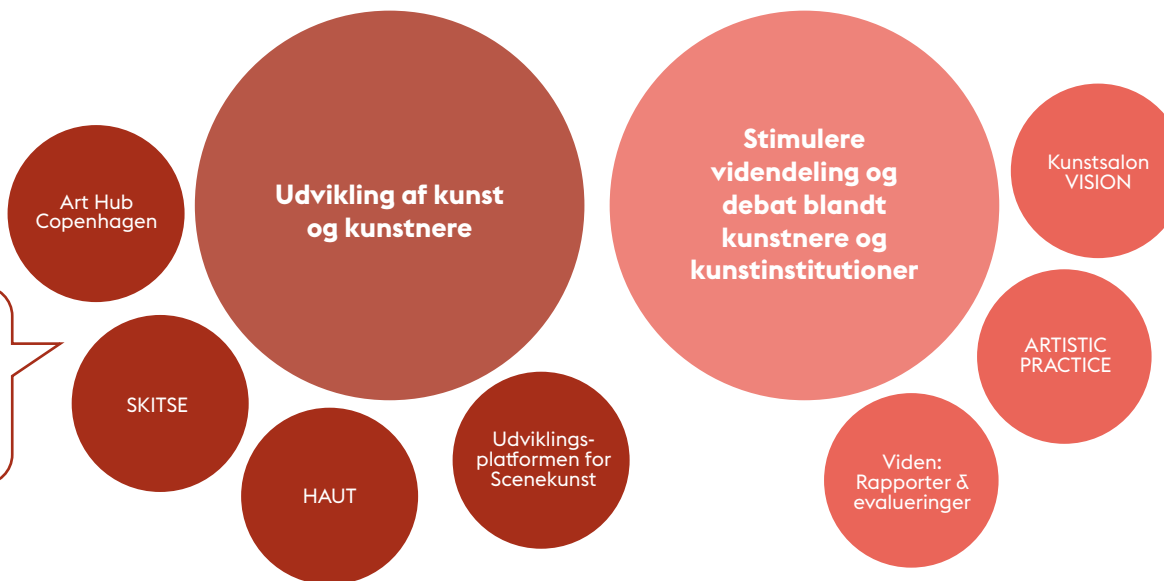 Art Hub
Copenhagen
Udvikling af kunst
og kunstnere
SKITSE
HAUT
Udviklings-
platformen for
Scenekunst
Stimulere
videndeling og
debat blandt
kunstnere og
kunstinstitutioner
Kunstsalon
VISION
ARTISTIC
PRACTICE
Viden:
Rapporter &
evalueringer